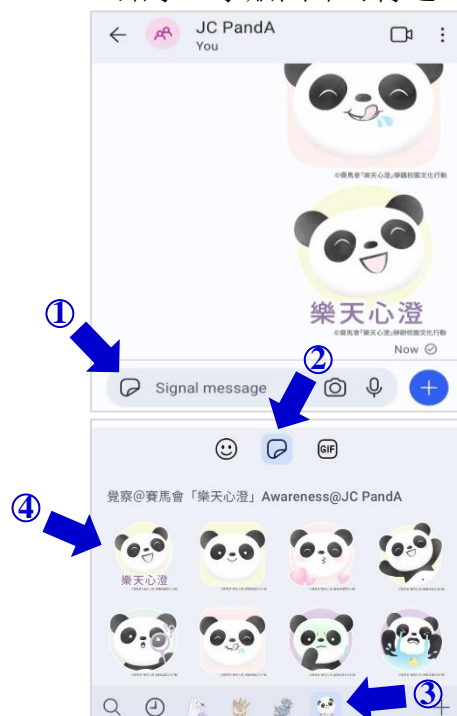 JC PandA
You
©賽馬會「樂天心澄」靜觀校園文化行動
樂天心澄
©賽馬會「樂天心澄」靜觀校園文化行動
Now
①
Signal message
②
GIF
覺察@賽馬會「樂天心澄」Awareness@JC PandA
④
樂天心澄
③